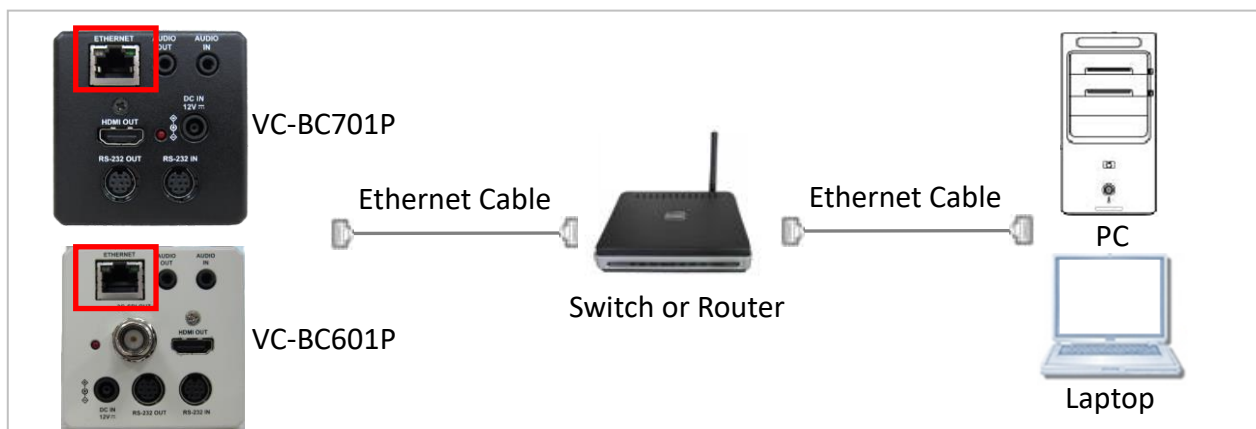 ETHERNET
AUDIO OUT
AUDIO IN
DC IN
12V
HDMI OUT
RS-232 OUT
RS-232 IN
VC-BC701P
Ethernet Cable
Switch or Router
Ethernet Cable
PC
Laptop
ETHERNET
AUDIO OUT
AUDIO IN
HDMI OUT
VC-BC601P
DC IN
12V
RS-232 OUT
RS-232 IN